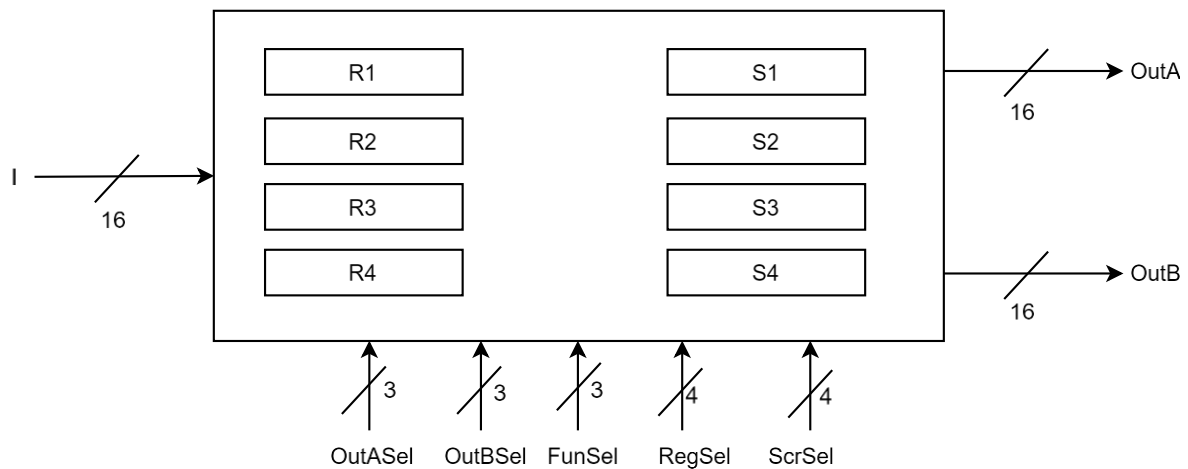 R1
S1
OutA
16
R2
S2
I
16
R3
S3
R4
S4
OutB
16
3
3
3
4
4
OutASel
OutBSel
FunSel
RegSel
ScrSel